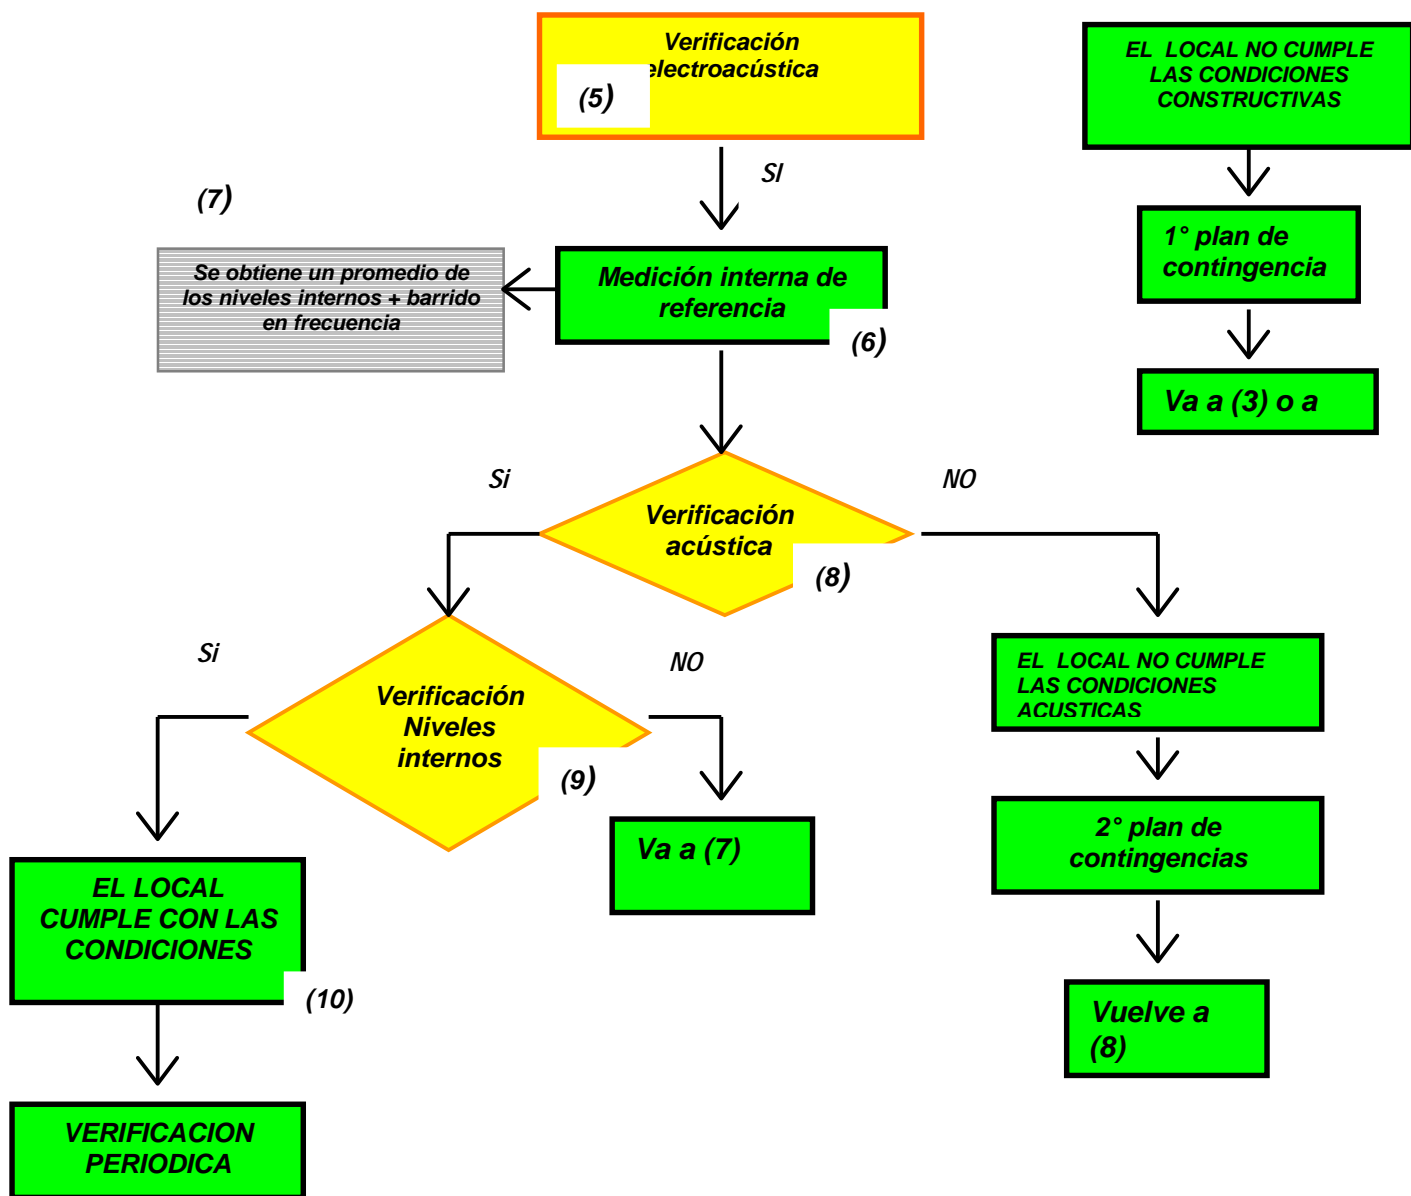 Verificación
electroacústica
(5)
SI
EL LOCAL NO CUMPLE
LAS CONDICIONES
CONSTRUCTIVAS
1° plan de
contingencia
Va a (3) o a
(7)
Se obtiene un promedio de
los niveles internos + barrido
en frecuencia
Medición interna de
referencia
(6)
Si
NO
Verificación
acústica
(8)
Si
NO
Verificación
Niveles
internos
(9)
Va a (7)
EL LOCAL NO CUMPLE
LAS CONDICIONES
ACUSTICAS
2° plan de
contingencias
Vuelve a
(8)
EL LOCAL
CUMPLE CON LAS
CONDICIONES
(10)
VERIFICACION
PERIODICA